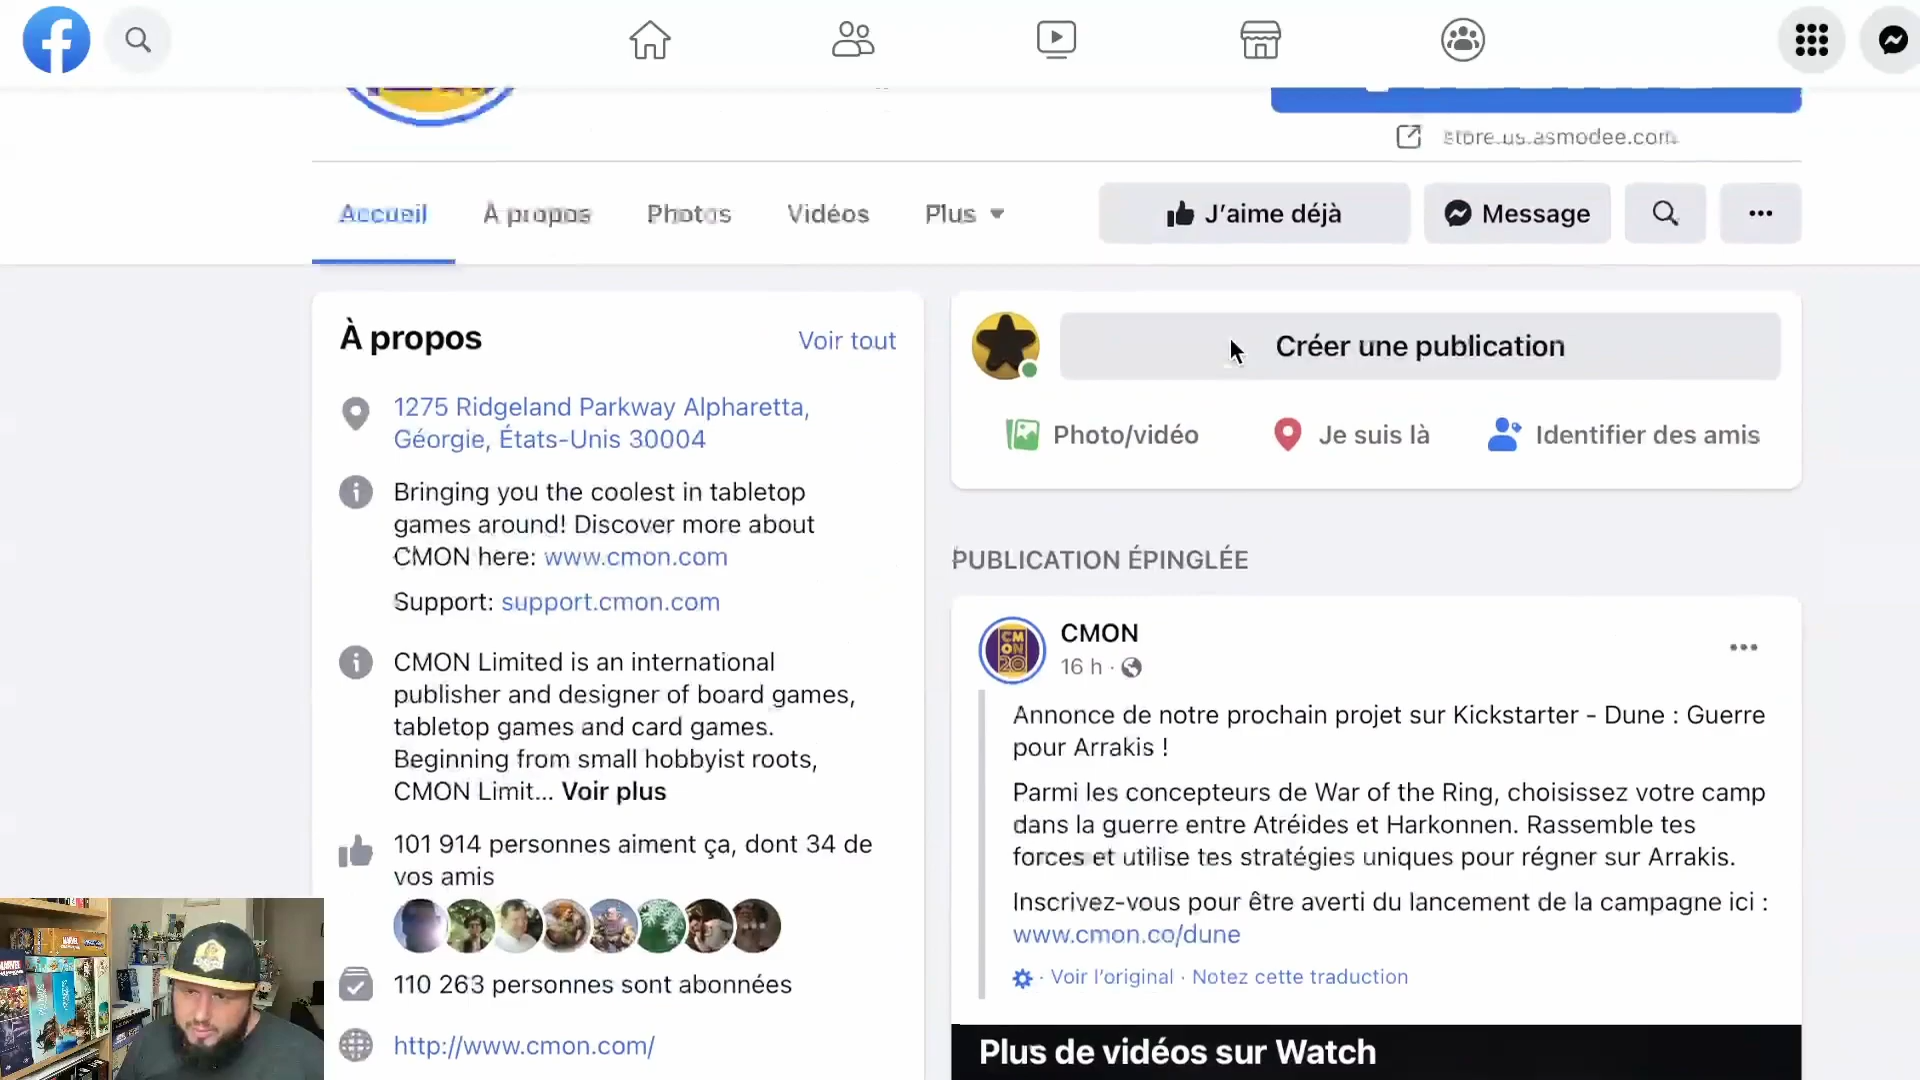 store.us.asmodee.com
Accueil
À propos
Photos
Vidéos
Plus
J’aime déjà
Message
À propos
Voir tout
1275 Ridgeland Parkway Alpharetta,
Géorgie, États-Unis 30004
Bringing you the coolest in tabletop
games around! Discover more about
CMON here: www.cmon.com
Support: support.cmon.com
CMON Limited is an international
publisher and designer of board games,
tabletop games and card games.
Beginning from small hobbyist roots,
CMON Limit... Voir plus
101 914 personnes aiment ça, dont 34 de
vos amis
110 263 personnes sont abonnées
http://www.cmon.com/
Créer une publication
Photo/vidéo
Je suis là
Identifier des amis
PUBLICATION ÉPINGLÉE
CM
ON
20
CMON
16 h ·
Annonce de notre prochain projet sur Kickstarter - Dune : Guerre
pour Arrakis !
Parmi les concepteurs de War of the Ring, choisissez votre camp
dans la guerre entre Atréides et Harkonnen. Rassemble tes
forces et utilise tes stratégies uniques pour régner sur Arrakis.
Inscrivez-vous pour être averti du lancement de la campagne ici :
www.cmon.co/dune
· Voir l’original · Notez cette traduction
Plus de vidéos sur Watch
MARVEL